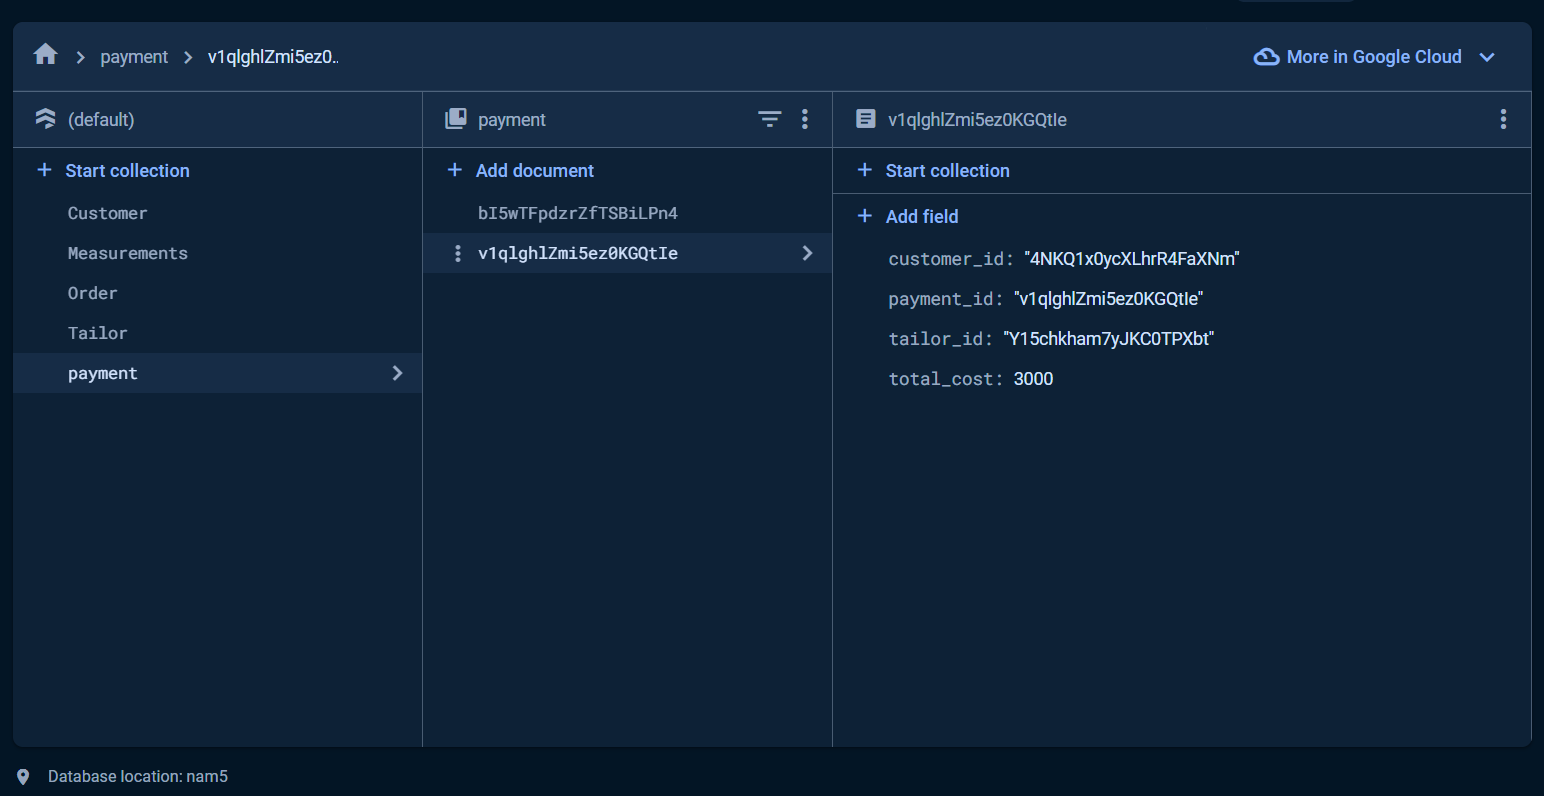 payment
v1qlghlZmi5ez0..
More in Google Cloud
(default)
payment
v1qlghlZmi5ez0KGQtIe
Start collection
Customer
Measurements
Order
Tailor
payment
Add document
bI5wTFpdzrZfTSBiLPn4
v1qlghlZmi5ez0KGQtIe
Start collection
Add field
customer_id: "4NKQ1x0ycXLhrR4FaXNm"
payment_id: "v1qlghlZmi5ez0KGQtIe"
tailor_id: "Y15chkham7yJKC0TPXbt"
total_cost: 3000
Database location: nam5